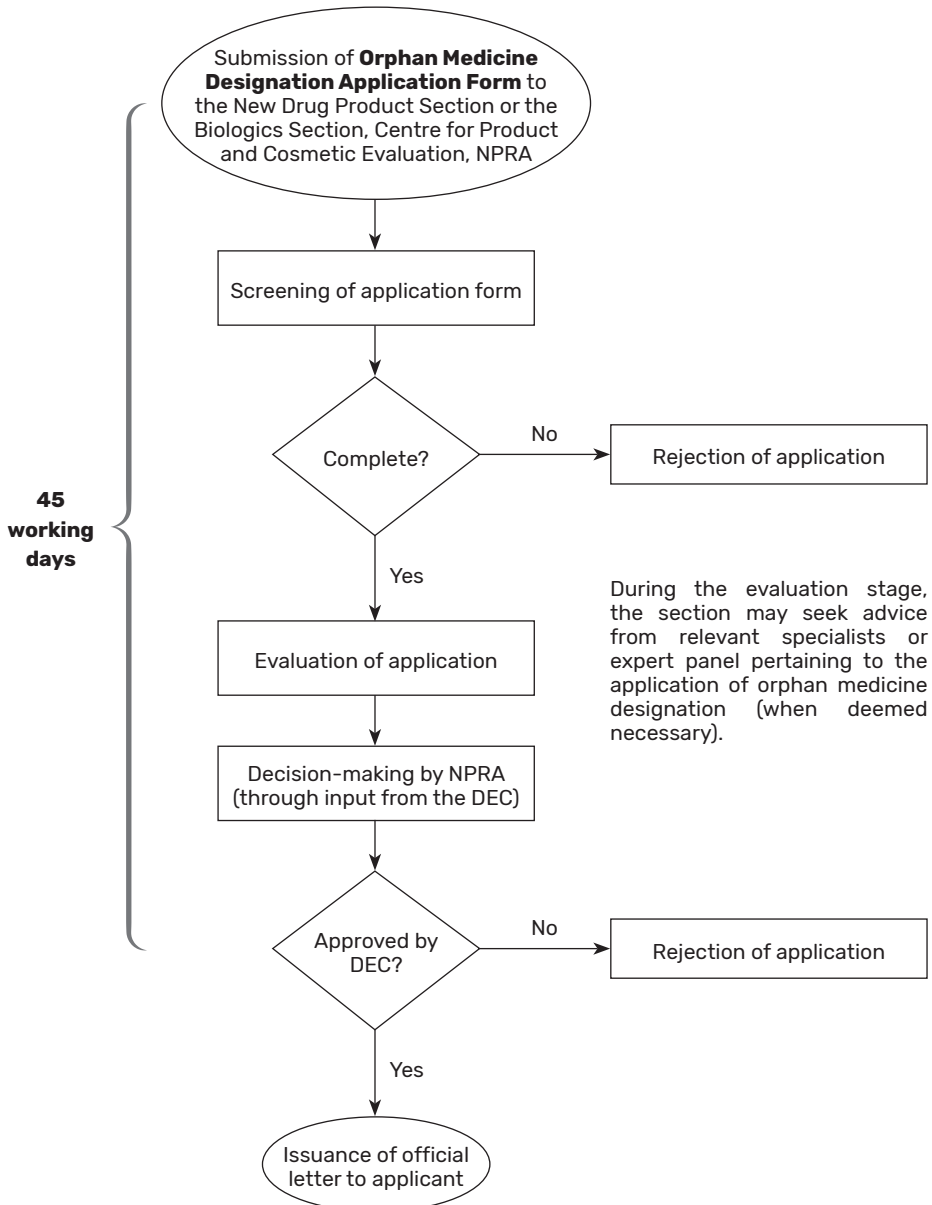 Submission of Orphan Medicine
Designation Application Form to
the New Drug Product Section or the
Biologics Section, Centre for Product
and Cosmetic Evaluation, NPRA
Screening of application form
Complete?
No
Rejection of application
45
working
days
Yes
During the evaluation stage,
the section may seek advice
from relevant specialists or
expert panel pertaining to the
application of orphan medicine
designation (when deemed
necessary).
Evaluation of application
Decision-making by NPRA
(through input from the DEC)
Approved by
DEC?
No
Rejection of application
Yes
Issuance of official
letter to applicant